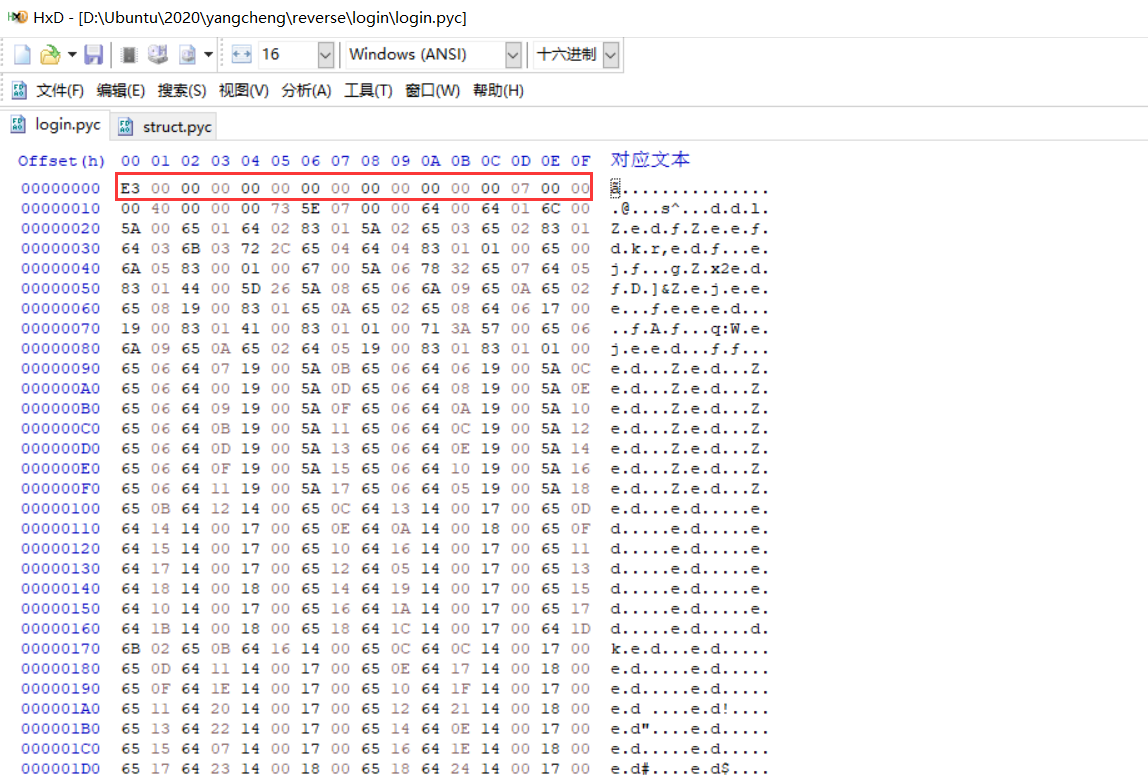 HxD - [D:\Ubuntu\2020\yangcheng\reverse\login\login.pyc]
16 Windows (ANSI) 十六进制
文件(F) 编辑(E) 搜索(S) 视图(V) 分析(A) 工具(T) 窗口(W) 帮助(H)
login.pyc struct.pyc
Offset(h) 00 01 02 03 04 05 06 07 08 09 0A 0B 0C 0D 0E 0F 对应文本
00000000 E3 00 00 00 00 00 00 00 00 00 00 00 00 07 00 00 ã...............
00000010 00 40 00 00 00 73 5E 07 00 00 64 00 64 01 6C 00 .@...s^...d.d.l.
00000020 5A 00 65 01 64 02 83 01 5A 02 65 03 65 02 83 01 Z.e.d.ƒ.Z.e.e.ƒ.
00000030 64 03 6B 03 72 2C 65 04 64 04 83 01 01 00 65 00 d.k.r,e.d.ƒ...e.
00000040 6A 05 83 00 01 00 67 00 5A 06 78 32 65 07 64 05 j.ƒ...g.Z.x2e.d.
00000050 83 01 44 00 5D 26 5A 08 65 06 6A 09 65 0A 65 02 ƒ.D.]&Z.e.j.e.e.
00000060 65 08 19 00 83 01 65 0A 65 02 65 08 64 06 17 00 e...ƒ.e.e.e.d...
00000070 19 00 83 01 41 00 83 01 01 00 71 3A 57 00 65 06 ..ƒ.A.ƒ...q:W.e.
00000080 6A 09 65 0A 65 02 64 05 19 00 83 01 83 01 01 00 j.e.e.d...ƒ.ƒ...
00000090 65 06 64 07 19 00 5A 0B 65 06 64 06 19 00 5A 0C e.d...Z.e.d...Z.
000000A0 65 06 64 00 19 00 5A 0D 65 06 64 08 19 00 5A 0E e.d...Z.e.d...Z.
000000B0 65 06 64 09 19 00 5A 0F 65 06 64 0A 19 00 5A 10 e.d...Z.e.d...Z.
000000C0 65 06 64 0B 19 00 5A 11 65 06 64 0C 19 00 5A 12 e.d...Z.e.d...Z.
000000D0 65 06 64 0D 19 00 5A 13 65 06 64 0E 19 00 5A 14 e.d...Z.e.d...Z.
000000E0 65 06 64 0F 19 00 5A 15 65 06 64 10 19 00 5A 16 e.d...Z.e.d...Z.
000000F0 65 06 64 11 19 00 5A 17 65 06 64 05 19 00 5A 18 e.d...Z.e.d...Z.
00000100 65 0B 64 12 14 00 65 0C 64 13 14 00 17 00 65 0D e.d...e.d.....e.
00000110 64 14 14 00 17 00 65 0E 64 0A 14 00 18 00 65 0F d.....e.d.....e.
00000120 64 15 14 00 17 00 65 10 64 16 14 00 17 00 65 11 d.....e.d.....e.
00000130 64 17 14 00 17 00 65 12 64 05 14 00 17 00 65 13 d.....e.d.....e.
00000140 64 18 14 00 18 00 65 14 64 19 14 00 17 00 65 15 d.....e.d.....e.
00000150 64 10 14 00 17 00 65 16 64 1A 14 00 17 00 65 17 d.....e.d.....e.
00000160 64 1B 14 00 18 00 65 18 64 1C 14 00 17 00 64 1D d.....e.d.....d.
00000170 6B 02 65 0B 64 16 14 00 65 0C 64 0C 14 00 17 00 k.e.d...e.d.....
00000180 65 0D 64 11 14 00 17 00 65 0E 64 17 14 00 18 00 e.d.....e.d.....
00000190 65 0F 64 1E 14 00 17 00 65 10 64 1F 14 00 17 00 e.d.....e.d.....
000001A0 65 11 64 20 14 00 17 00 65 12 64 21 14 00 18 00 e.d ....e.d!....
000001B0 65 13 64 22 14 00 17 00 65 14 64 0E 14 00 17 00 e.d"....e.d.....
000001C0 65 15 64 07 14 00 17 00 65 16 64 1E 14 00 18 00 e.d.....e.d.....
000001D0 65 17 64 23 14 00 18 00 65 18 64 24 14 00 17 00 e.d#....e.d$....